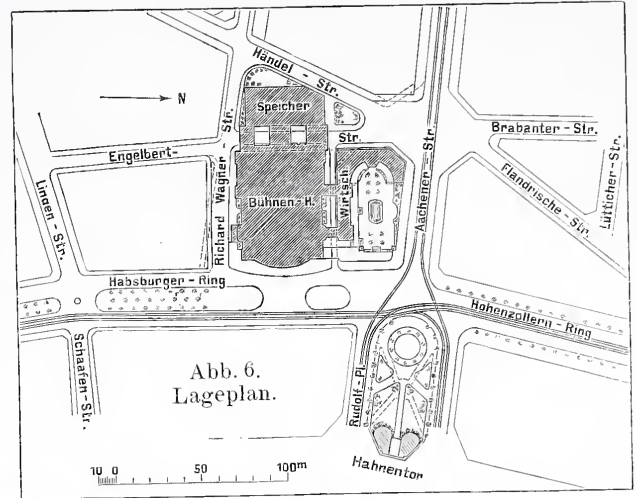 Händel - Str.
N
Speicher
Str.
Str.
Engelbert-
Brabanter - Str.
Flandrische - Str.
Lütticher - Str.
Aachener - Str.
Lingen - Str.
Richard Wagner -
Bühnen - H.
Wirtsch.
Habsburger - Ring
Hohenzollern - Ring
Schaafen - Str.
Abb. 6.
Lageplan.
Rudolf - Pl.
Hahnentor
10 0 50 100m